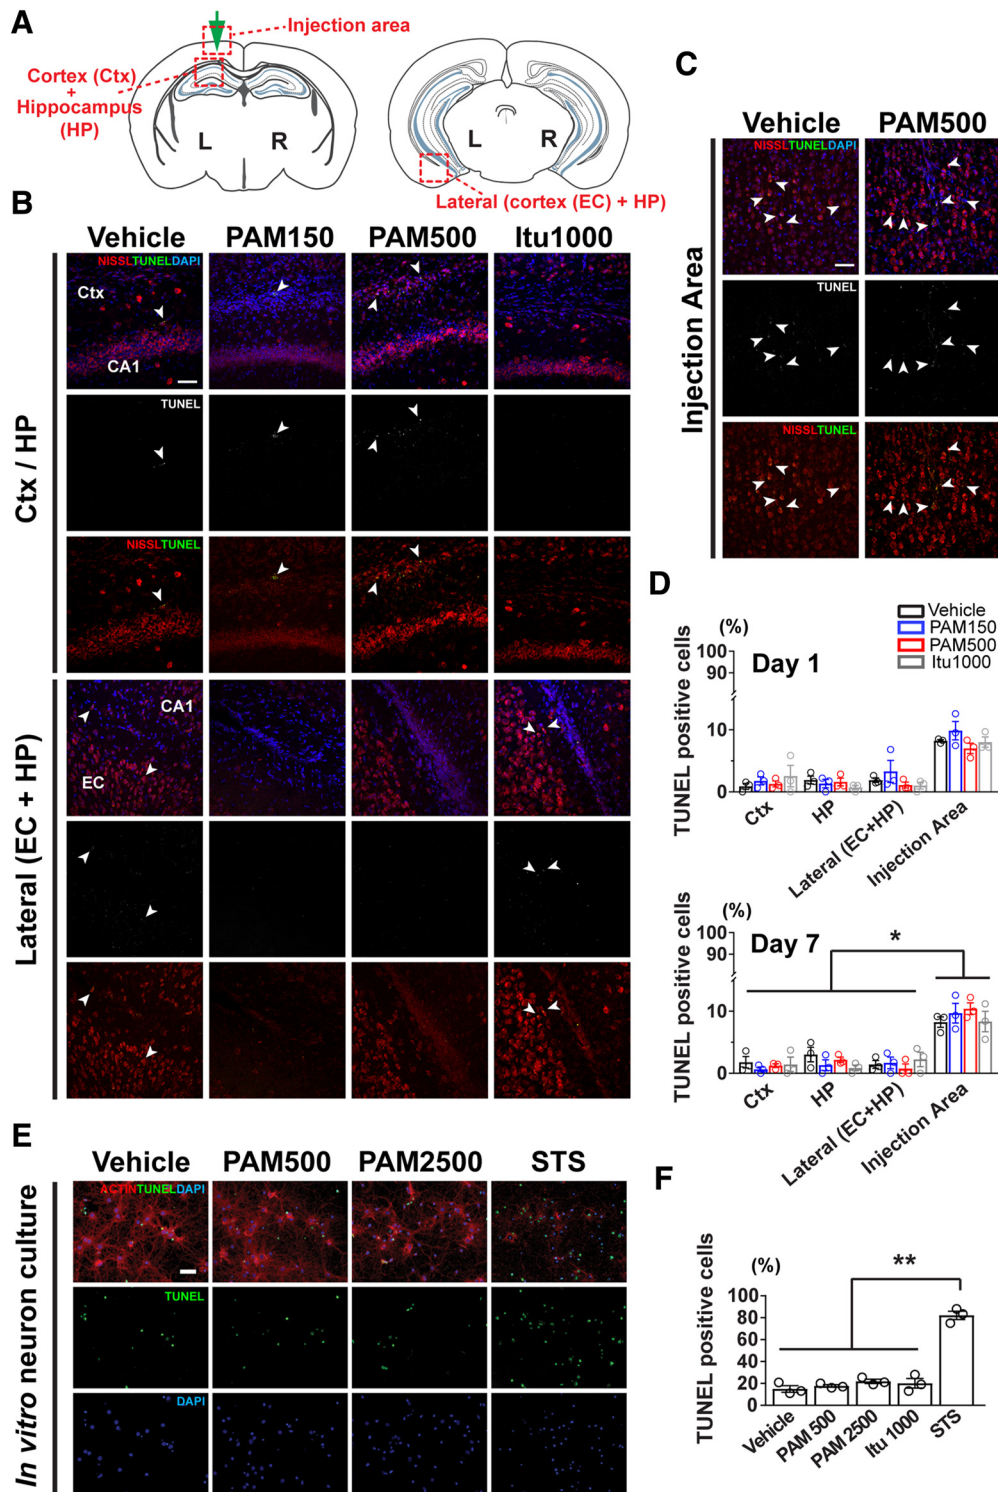 A
Injection area
Cortex (Ctx)
+
Hippocampus
(HP)
L
R
L
R
Lateral (cortex (EC) + HP)
B
Vehicle
PAM150
PAM500
Itu1000
Ctx / HP
NISSLTUNELDAPI
Ctx
CA1
TUNEL
NISSLTUNEL
Lateral (EC + HP)
CA1
EC
C
Vehicle
PAM500
Injection Area
NISSLTUNELDAPI
TUNEL
NISSLTUNEL
D
Vehicle
PAM150
PAM500
Itu1000
(%)
Day 1
TUNEL positive cells
100
90
10
0
Ctx
HP
Lateral (EC+HP)
Injection Area
(%)
Day 7
*
TUNEL positive cells
100
90
10
0
Ctx
HP
Lateral (EC+HP)
Injection Area
E
Vehicle
PAM500
PAM2500
STS
In vitro neuron culture
ACTINTUNELDAPI
TUNEL
DAPI
F
(%)
**
TUNEL positive cells
100
80
60
40
20
0
Vehicle
PAM 500
PAM 2500
Itu 1000
STS